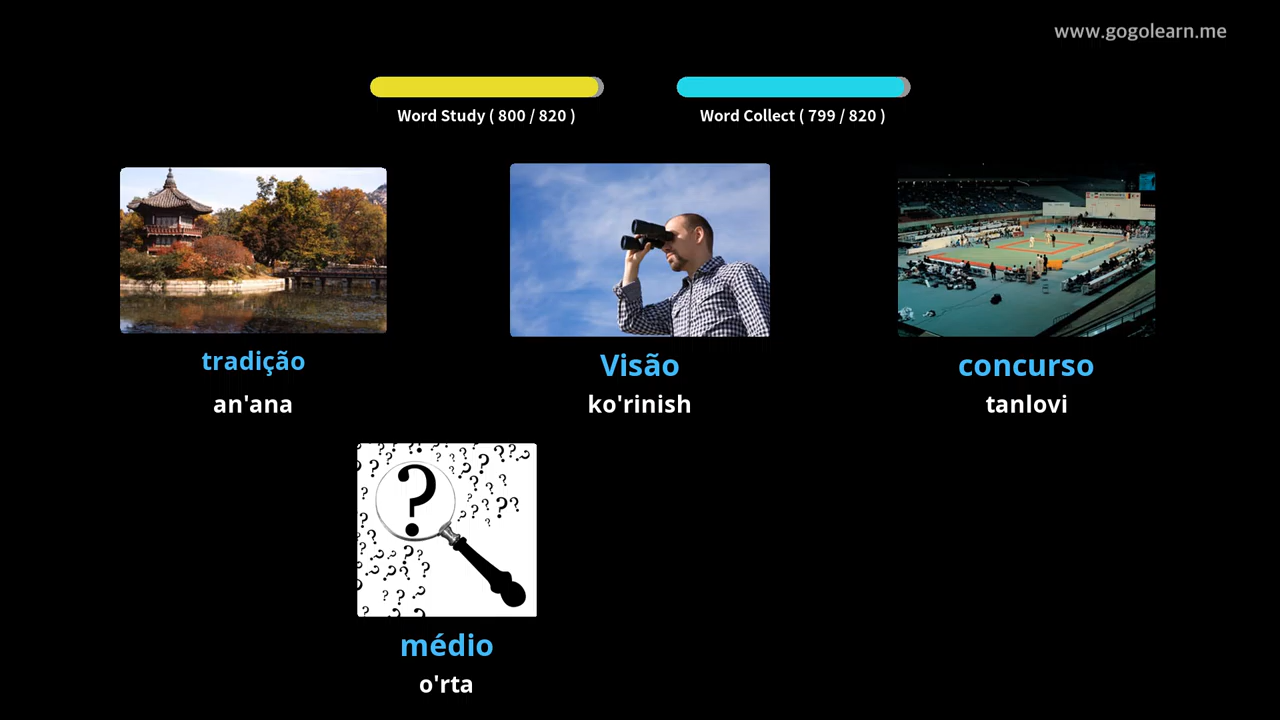 www.gogolearn.me
Word Study ( 800 / 820 )
Word Collect ( 799 / 820 )
tradição
an'ana
Visão
ko'rinish
concurso
tanlovi
médio
o'rta